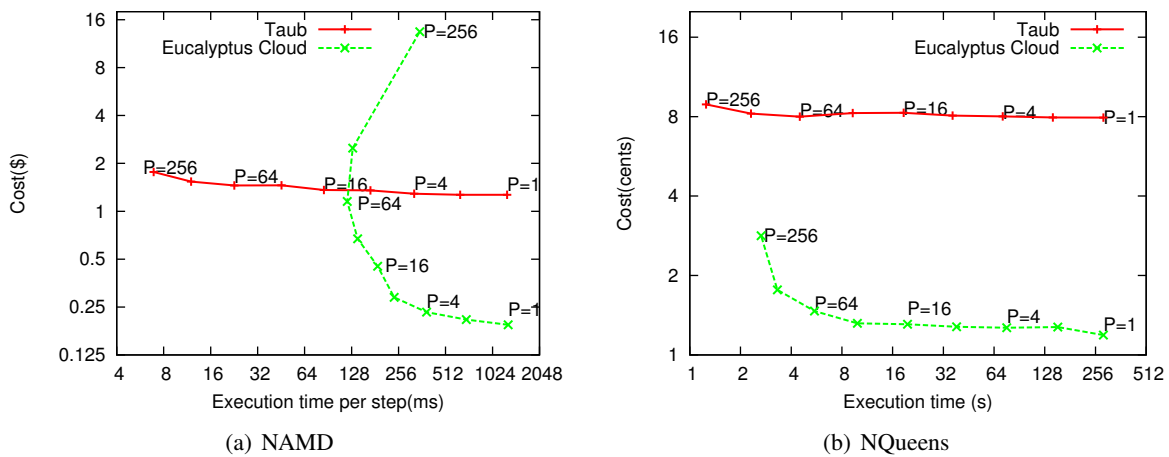 16
8
4
2
1
0.5
0.25
0.125
Cost($)
Taub
Eucalyptus Cloud
P=256
P=256
P=64
P=16
P=4
P=1
P=64
P=16
P=4
P=1
4 8 16 32 64 128 256 512 1024 2048
Execution time per step(ms)
(a) NAMD
16
8
4
2
1
Cost(cents)
Taub
Eucalyptus Cloud
P=256
P=64
P=16
P=4
P=1
P=256
P=64
P=16
P=4
P=1
1 2 4 8 16 32 64 128 256 512
Execution time (s)
(b) NQueens